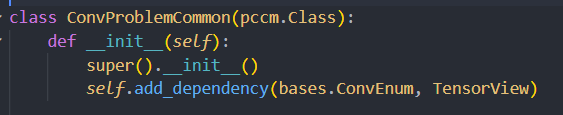 class ConvProblemCommon(pccm.Class):
    def __init__(self):
        super().__init__()
        self.add_dependency(bases.ConvEnum, TensorView)